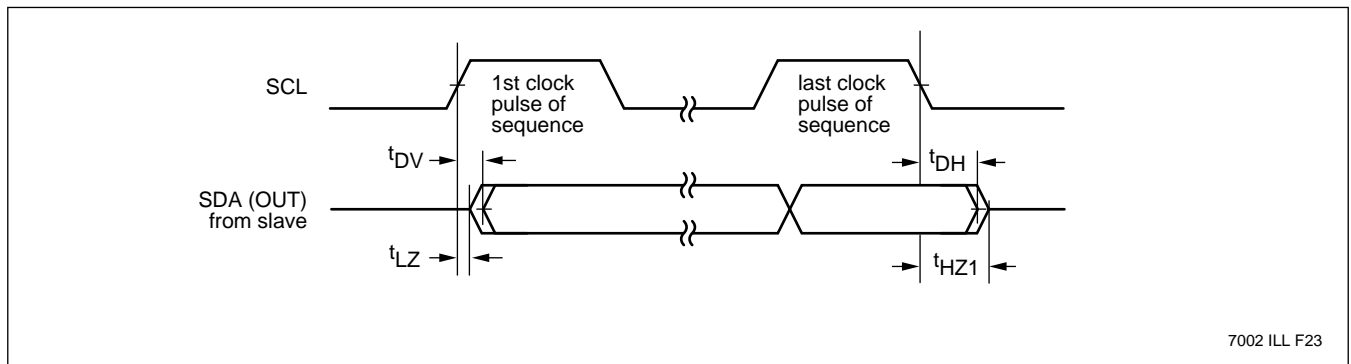 SCL
1st clock
pulse of
sequence
last clock
pulse of
sequence
tDV
tDH
SDA (OUT)
from slave
tLZ
tHZ1
7002 ILL F23